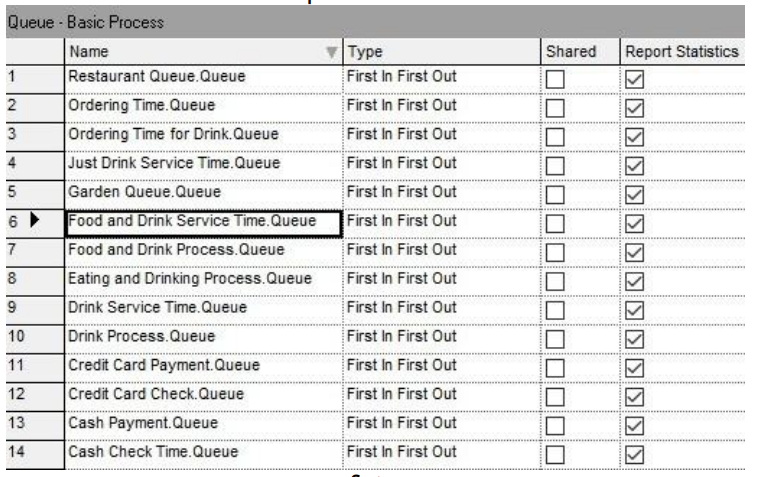 Queue - Basic Process
Name Type Shared Report Statistics
1 Restaurant Queue.Queue First In First Out
2 Ordering Time.Queue First In First Out
3 Ordering Time for Drink.Queue First In First Out
4 Just Drink Service Time.Queue First In First Out
5 Garden Queue.Queue First In First Out
6 Food and Drink Service Time.Queue First In First Out
7 Food and Drink Process.Queue First In First Out
8 Eating and Drinking Process.Queue First In First Out
9 Drink Service Time.Queue First In First Out
10 Drink Process.Queue First In First Out
11 Credit Card Payment.Queue First In First Out
12 Credit Card Check.Queue First In First Out
13 Cash Payment.Queue First In First Out
14 Cash Check Time.Queue First In First Out